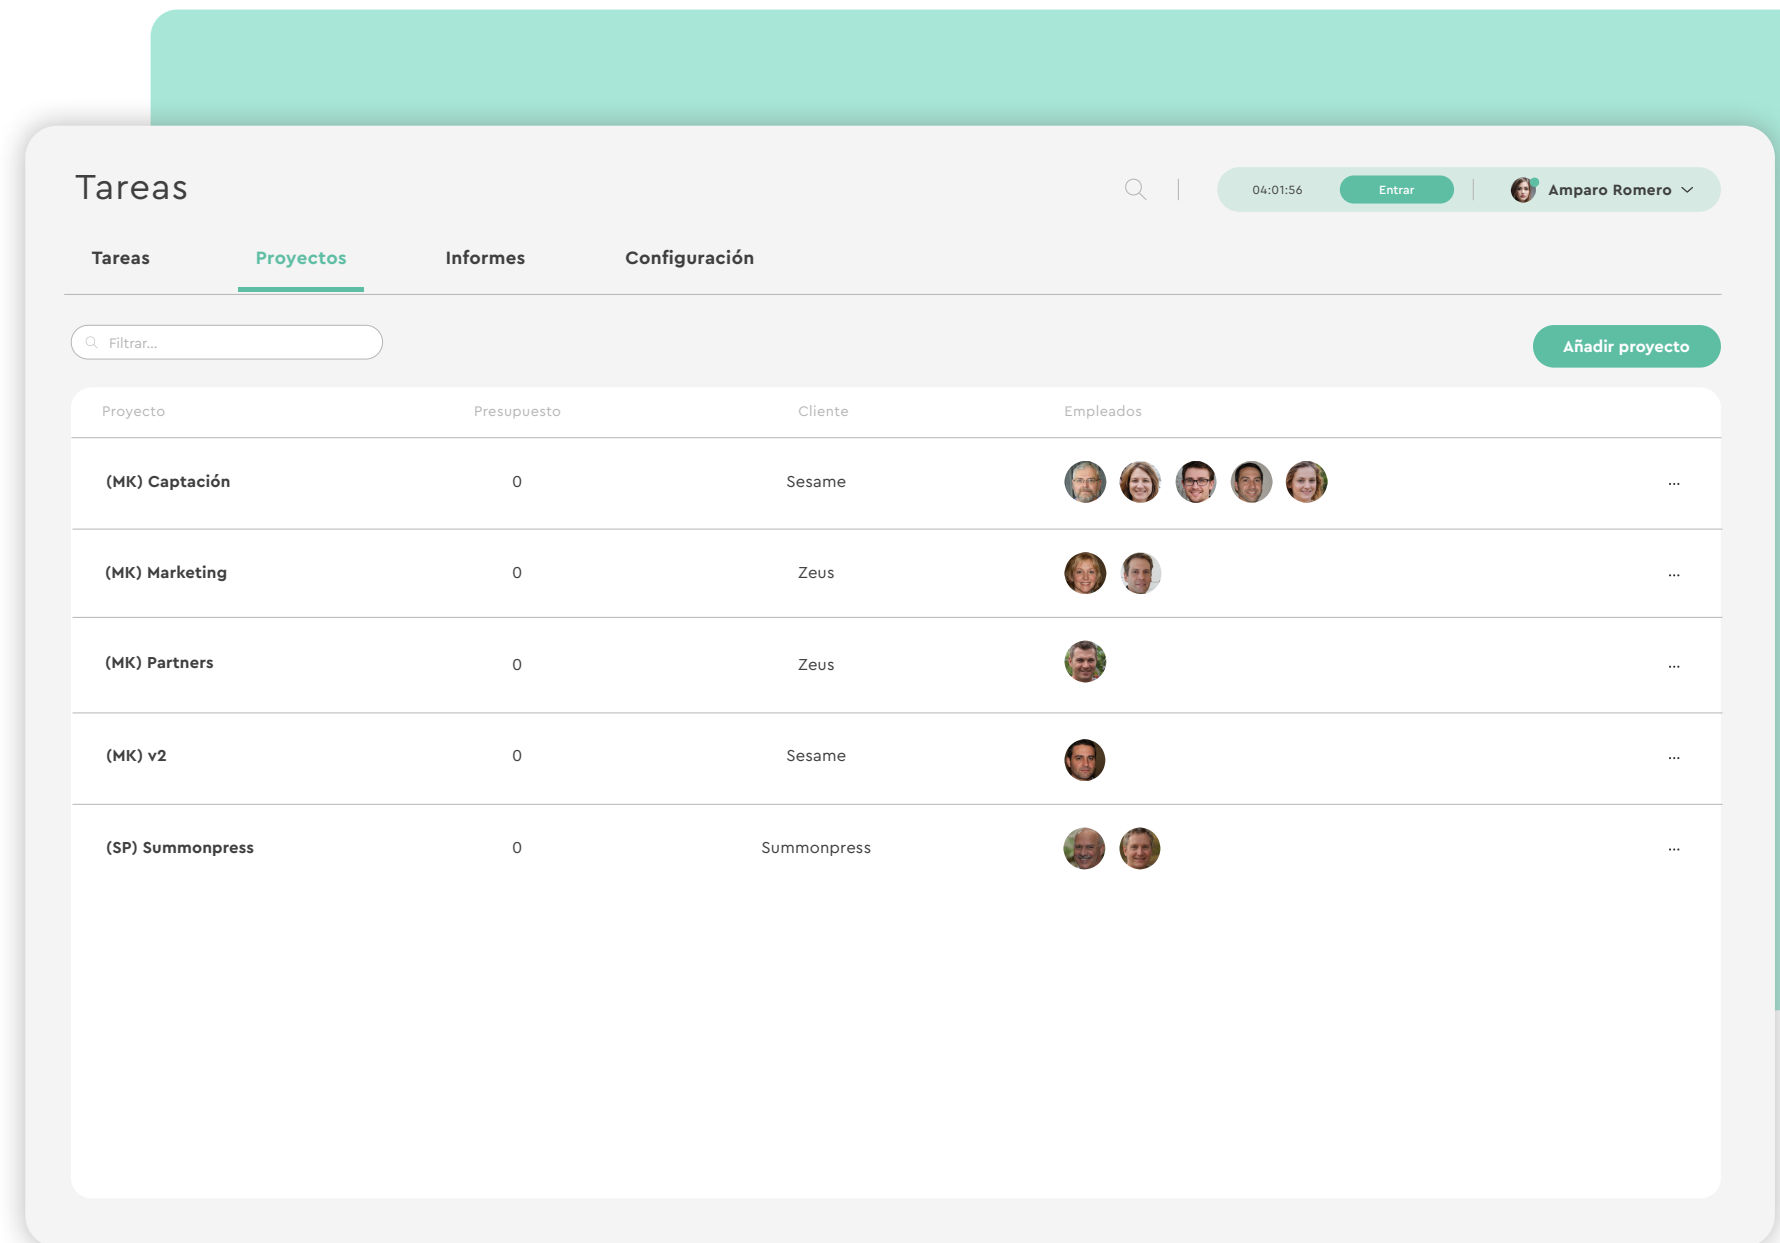 Tareas
04:01:56 Entrar Amparo Romero
Tareas Proyectos Informes Configuración
Filtrar...
Añadir proyecto
Proyecto Presupuesto Cliente Empleados
(MK) Captación 0 Sesame ...
(MK) Marketing 0 Zeus ...
(MK) Partners 0 Zeus ...
(MK) v2 0 Sesame ...
(SP) Summonpress 0 Summonpress ...